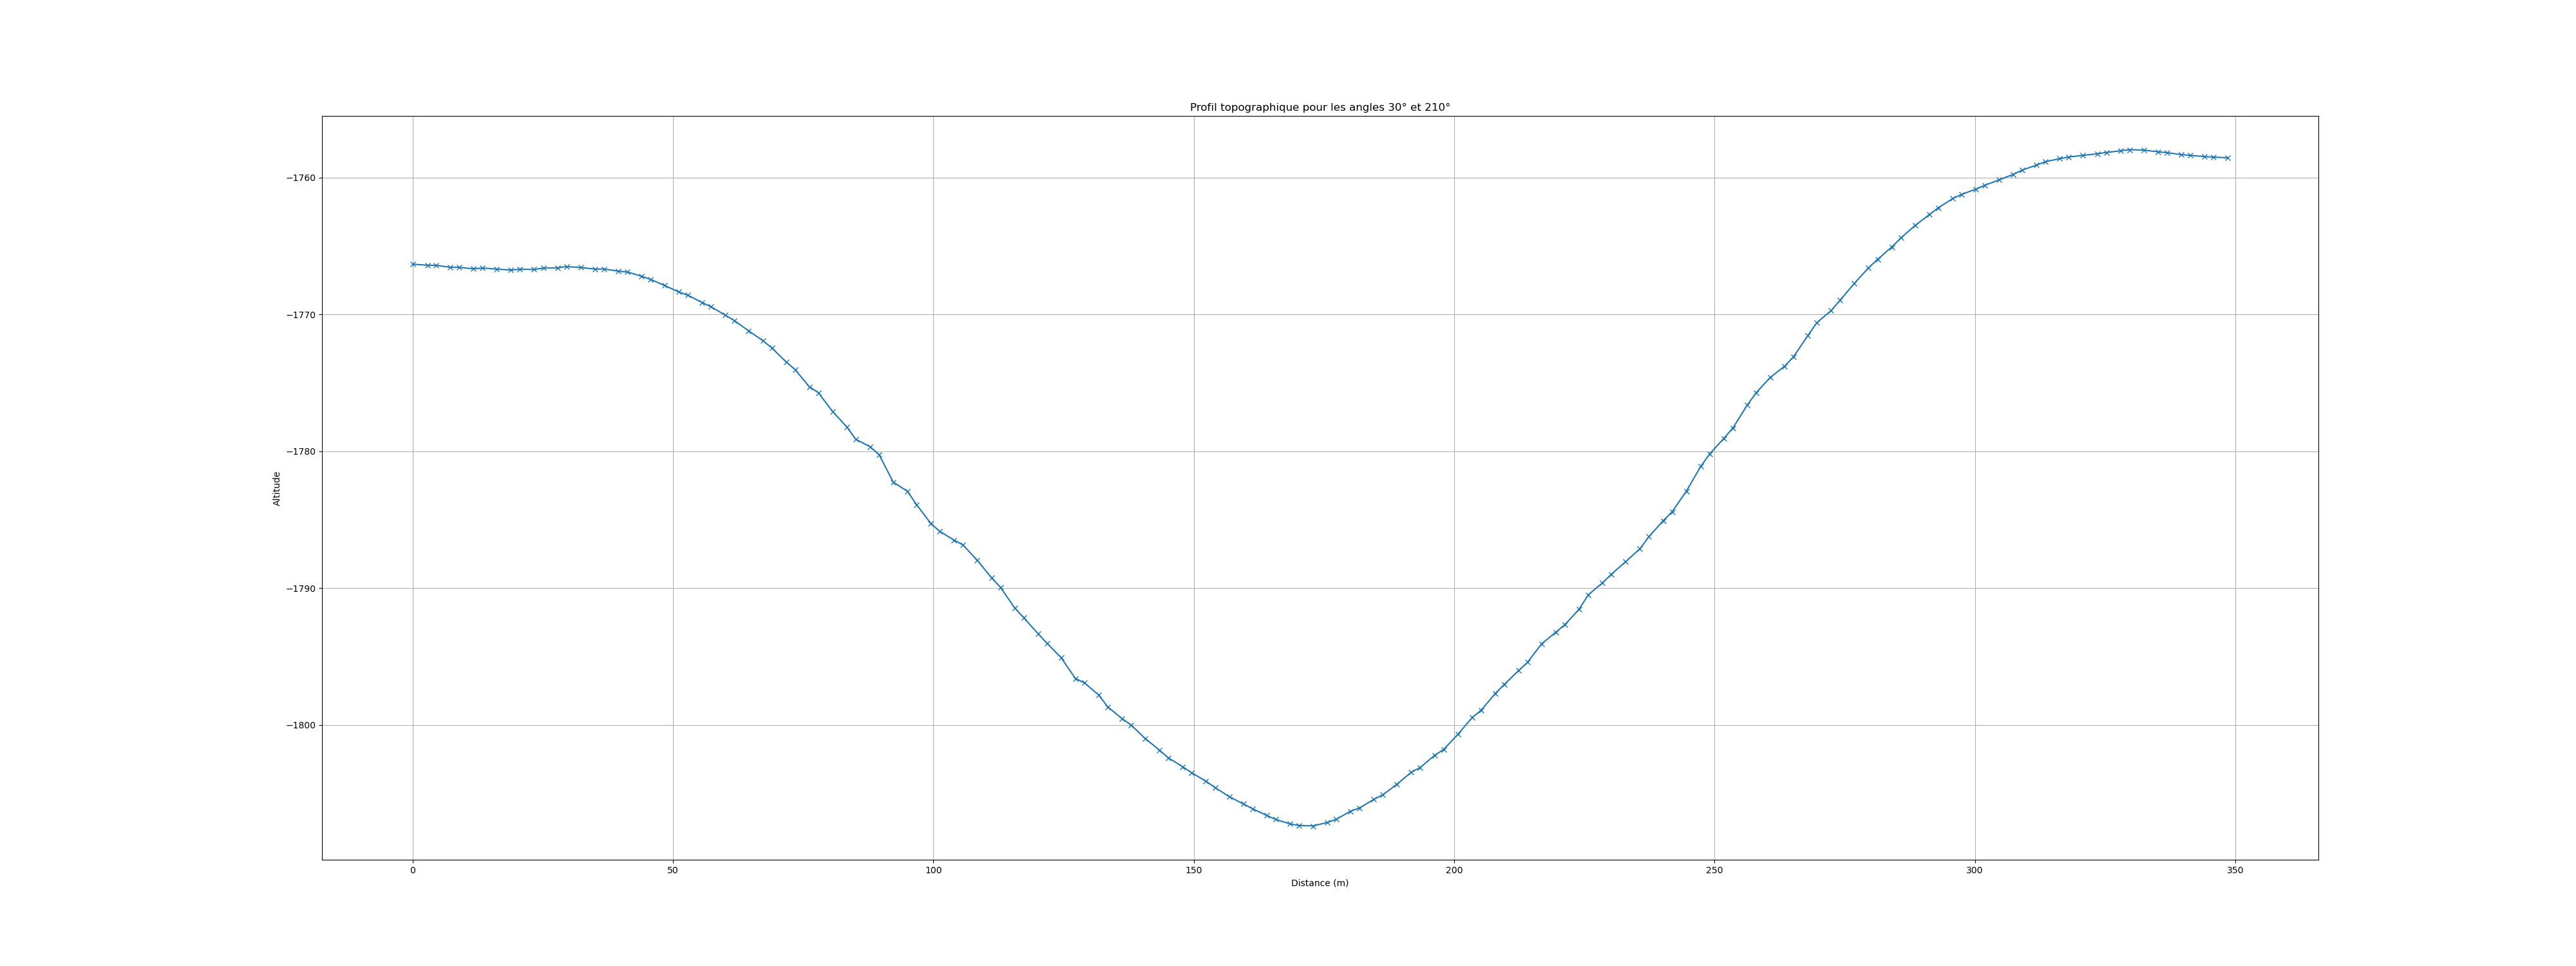 Profil topographique pour les angles 30° et 210°
−1760
−1770
−1780
Altitude
−1790
−1800
0 50 100 150 200 250 300 350
Distance (m)